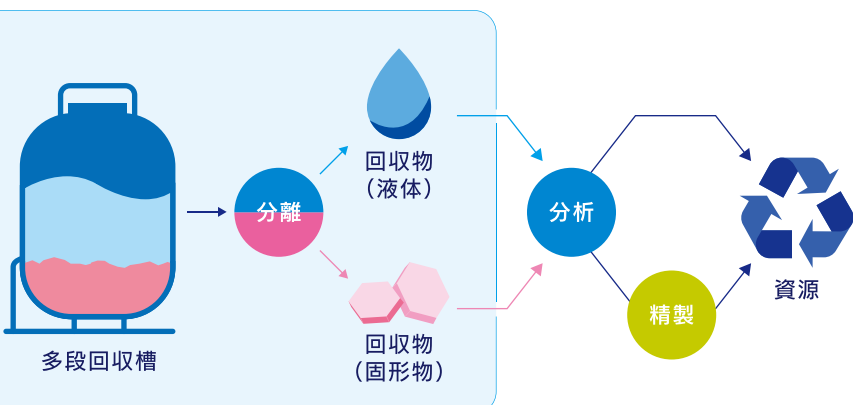 多段回収槽
分離
回収物
（液体）
回収物
（固形物）
分析
精製
資源